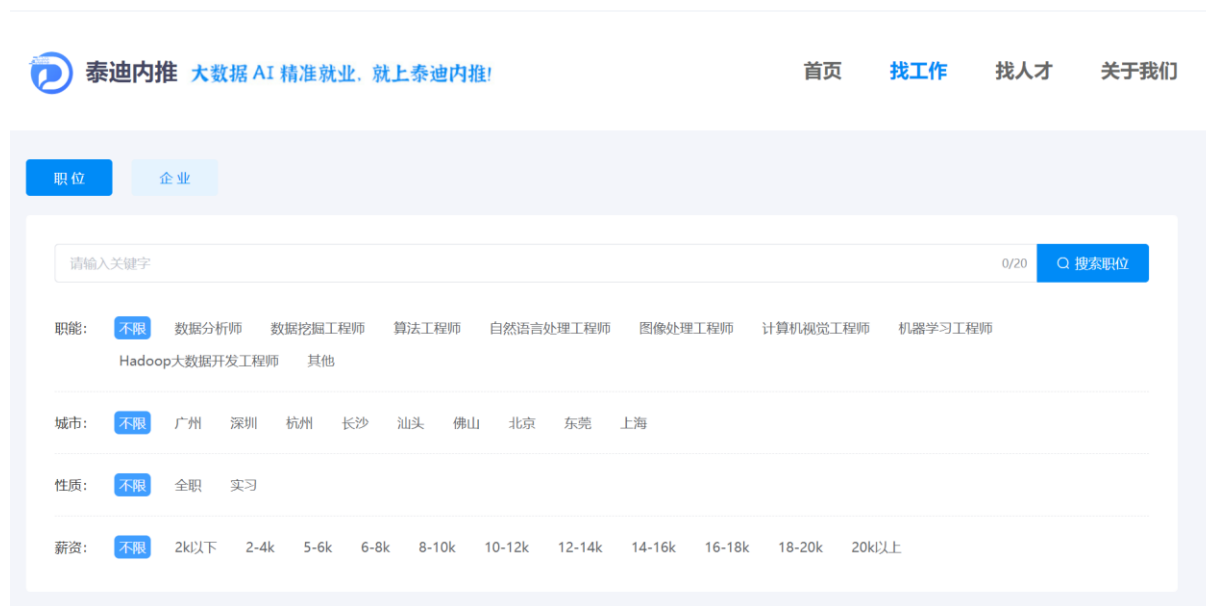 泰迪内推 大数据 AI 精准就业，就上泰迪内推! 首页 找工作 找人才 关于我们
职位 企业
请输入关键字 0/20 搜索职位
职能： 不限 数据分析师 数据挖掘工程师 算法工程师 自然语言处理工程师 图像处理工程师 计算机视觉工程师 机器学习工程师
Hadoop大数据开发工程师 其他
城市： 不限 广州 深圳 杭州 长沙 汕头 佛山 北京 东莞 上海
性质： 不限 全职 实习
薪资： 不限 2k以下 2-4k 5-6k 6-8k 8-10k 10-12k 12-14k 14-16k 16-18k 18-20k 20k以上